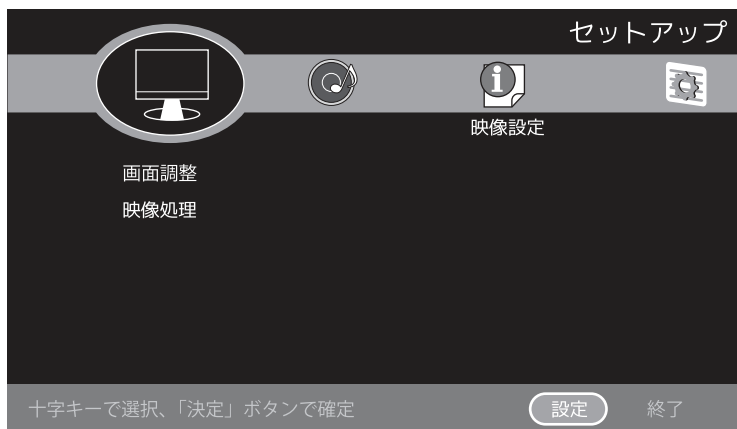 セットアップ
映像設定
画面調整
映像処理
十字キーで選択、「決定」ボタンで確定
設定
終了